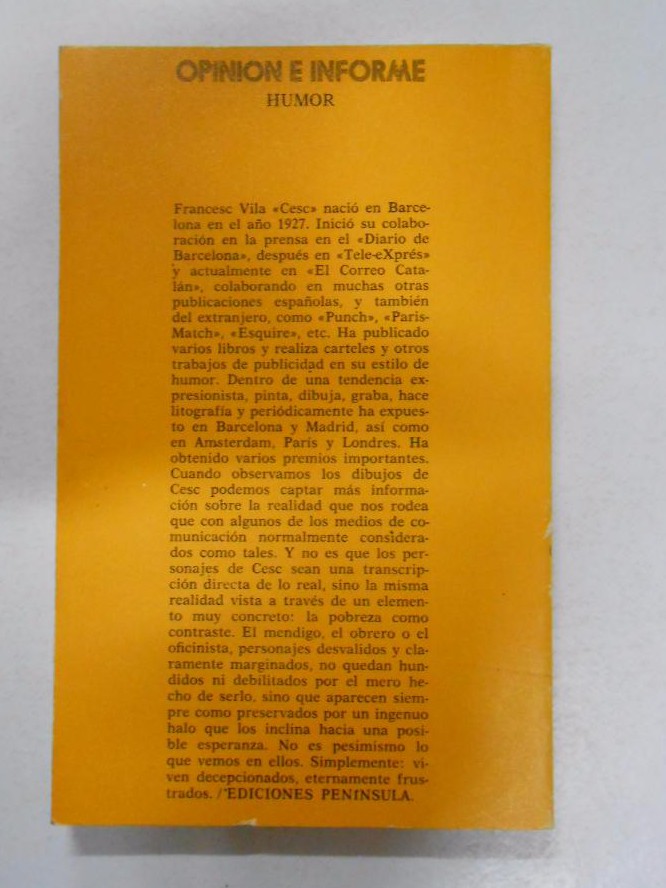 OPINION E INFORME
HUMOR
Francesc Vila «Cesc» nació en Barce-
lona en el año 1927. Inició su colabo-
ración en la prensa en el «Diario de
Barcelona», después en «Tele-eXprés»
y actualmente en «El Correo Cata-
lán», colaborando en muchas otras
publicaciones españolas, y también
del extranjero, como «Punch», «Paris-
Match», «Esquire», etc. Ha publicado
varios libros y realiza carteles y otros
trabajos de publicidad en su estilo de
humor. Dentro de una tendencia ex-
presionista, pinta, dibuja, graba, hace
litografía y periódicamente ha expues-
to en Barcelona y Madrid, así como
en Amsterdam, París y Londres. Ha
obtenido varios premios importantes.
Cuando observamos los dibujos de
Cesc podemos captar más informa-
ción sobre la realidad que nos rodea
que con algunos de los medios de co-
municación normalmente considera-
dos como tales. Y no es que los per-
sonajes de Cesc sean una transcrip-
ción directa de lo real, sino la misma
realidad vista a través de un elemen-
to muy concreto: la pobreza como
contraste. El mendigo, el obrero o el
oficinista, personajes desvalidos y cla-
ramente marginados, no quedan hun-
didos ni debilitados por el mero he-
cho de serlo, sino que aparecen siem-
pre como preservados por un ingenuo
halo que los inclina hacia una posi-
ble esperanza. No es pesimismo lo
que vemos en ellos. Simplemente: vi-
ven decepcionados, eternamente frus-
trados. / EDICIONES PENINSULA.